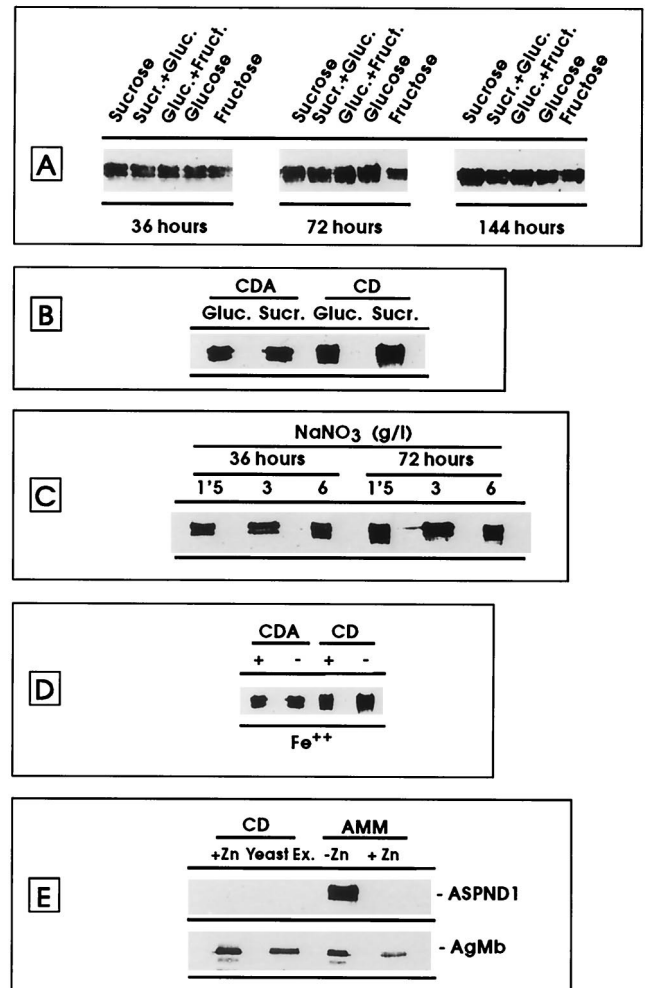 A
Sucrose Sucr.+Gluc. Gluc.+Fruct. Glucose Fructose Sucrose Sucr.+Gluc. Gluc.+Fruct. Glucose Fructose Sucrose Sucr.+Gluc. Gluc.+Fruct. Glucose Fructose
36 hours 72 hours 144 hours
B
CDA CD
Gluc. Sucr. Gluc. Sucr.
C
NaNO3 (g/l)
36 hours 72 hours
1'5 3 6 1'5 3 6
D
CDA CD
+ - + -
Fe++
E
CD AMM
+Zn Yeast Ex. -Zn + Zn
- ASPND1
- AgMb